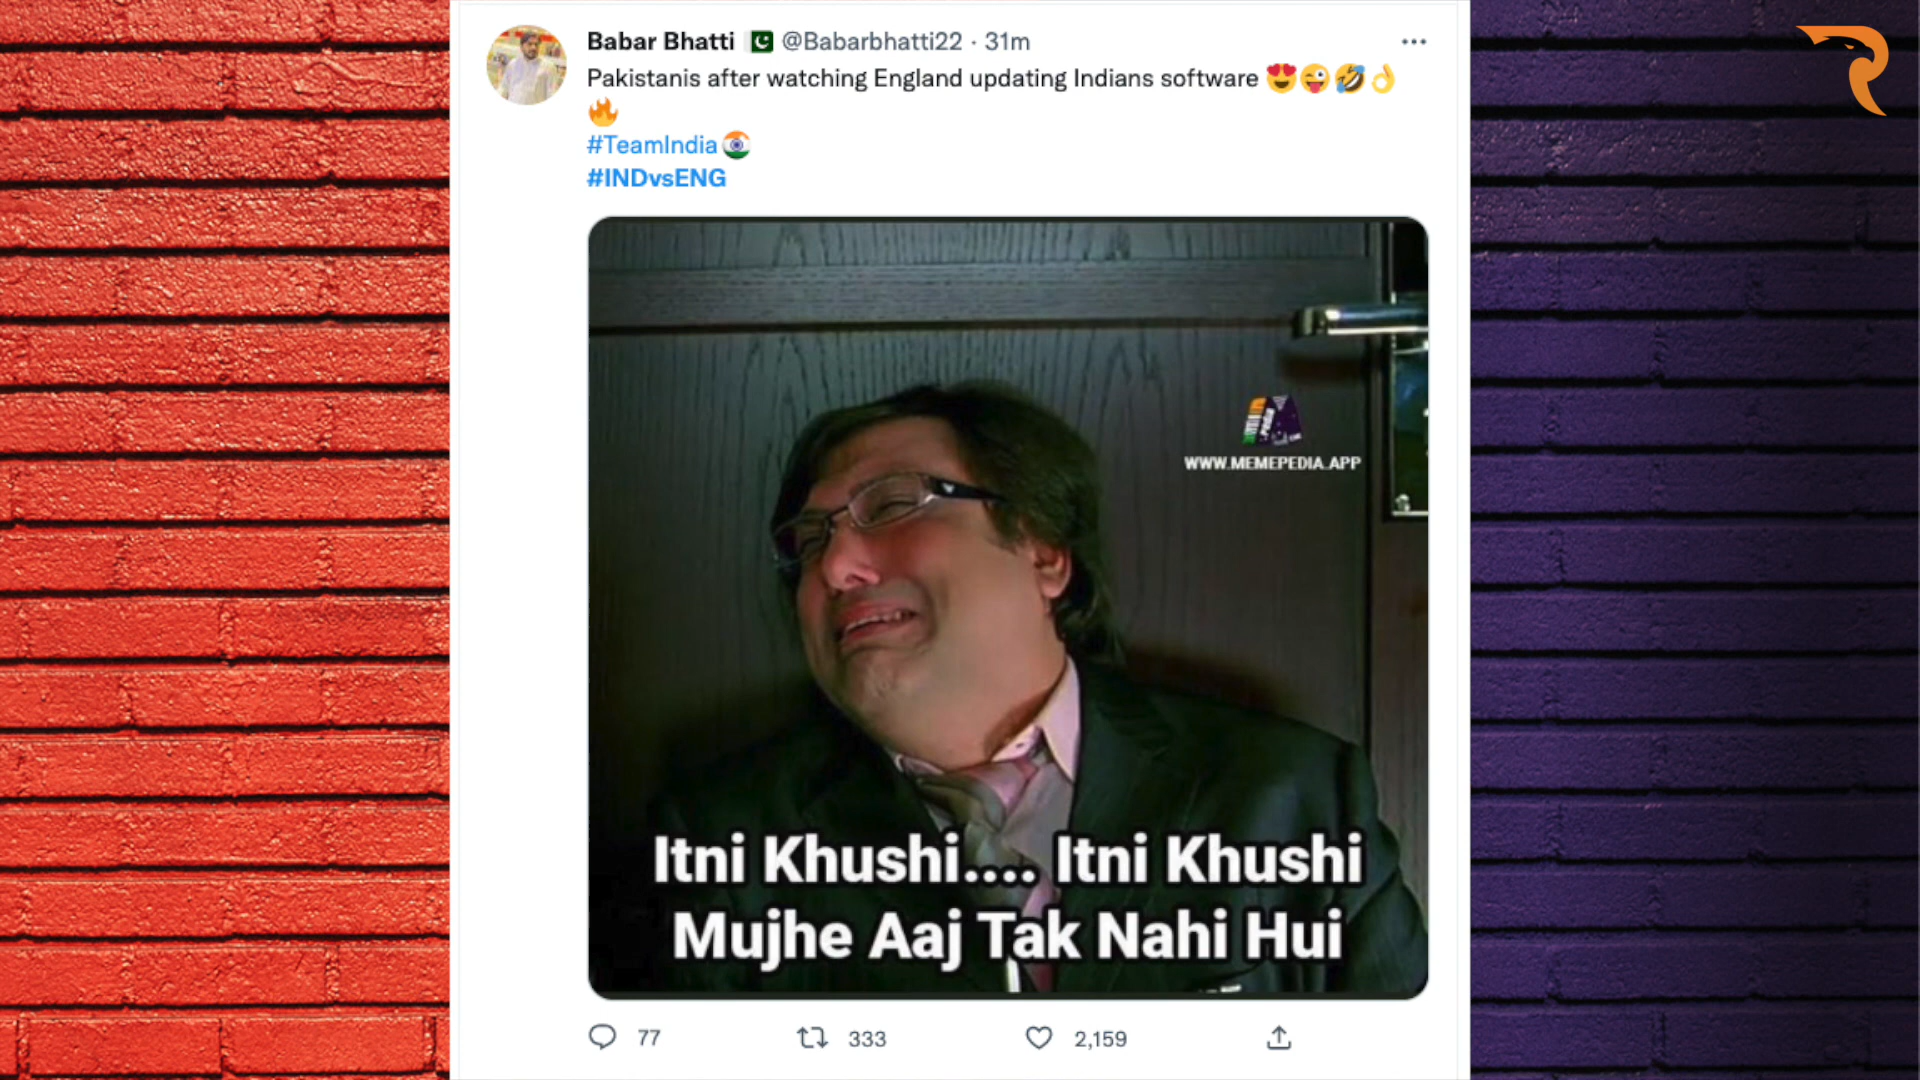 Babar Bhatti 🇵🇰 @Babarbhatti22 · 31m
Pakistanis after watching England updating Indians software 😍😜🤣👌
🔥
#TeamIndia
#INDvsENG
WWW.MEMEPEDIA.APP
Itni Khushi.... Itni Khushi
Mujhe Aaj Tak Nahi Hui
77 333 2,159